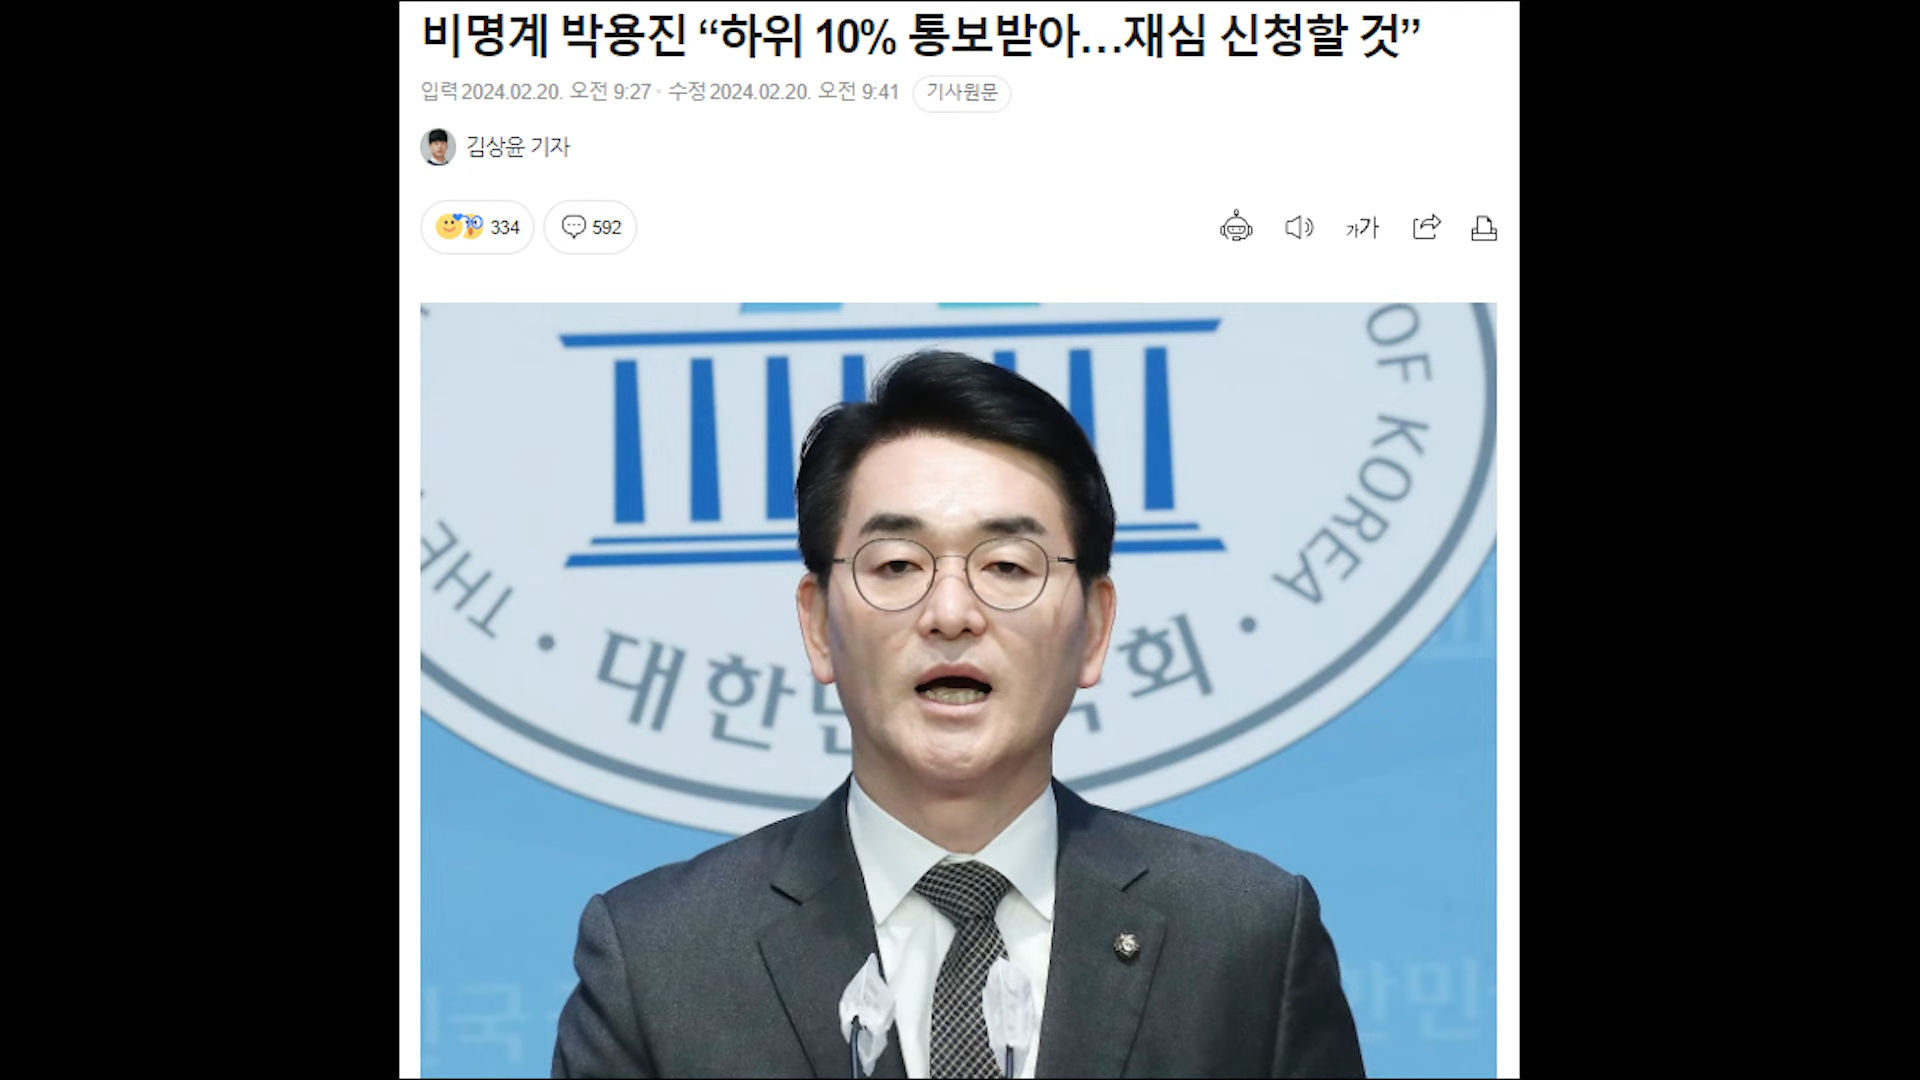 비명계 박용진 “하위 10% 통보받아…재심 신청할 것”
입력 2024.02.20. 오전 9:27 · 수정 2024.02.20. 오전 9:41 기사원문
김상윤 기자
334 592 가가
OF KOREA
THE
대한민 회